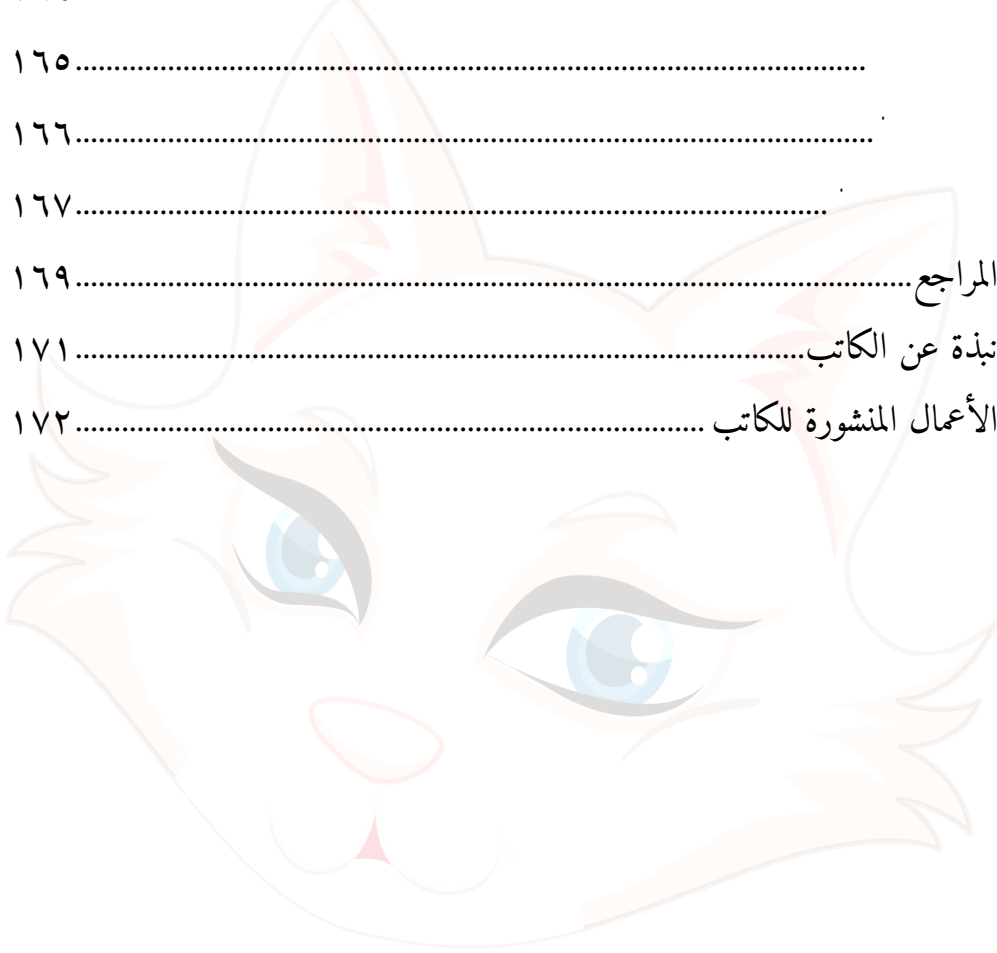 .......................................................................................................١٦٥
........................................................................................................١٦٦
..................................................................................................١٦٧
المراجع.............................................................................................................١٦٩
نبذة عن الكاتب...............................................................................................١٧١
الأعمال المنشورة للكاتب ..................................................................................١٧٢